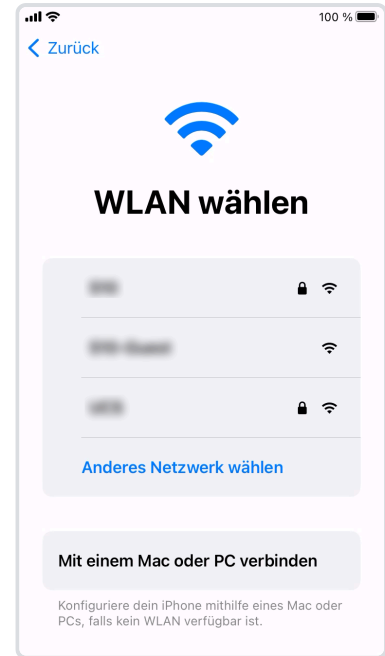 100 %
Zurück
WLAN wählen
Anderes Netzwerk wählen
Mit einem Mac oder PC verbinden
Konfiguriere dein iPhone mithilfe eines Mac oder
PCs, falls kein WLAN verfügbar ist.